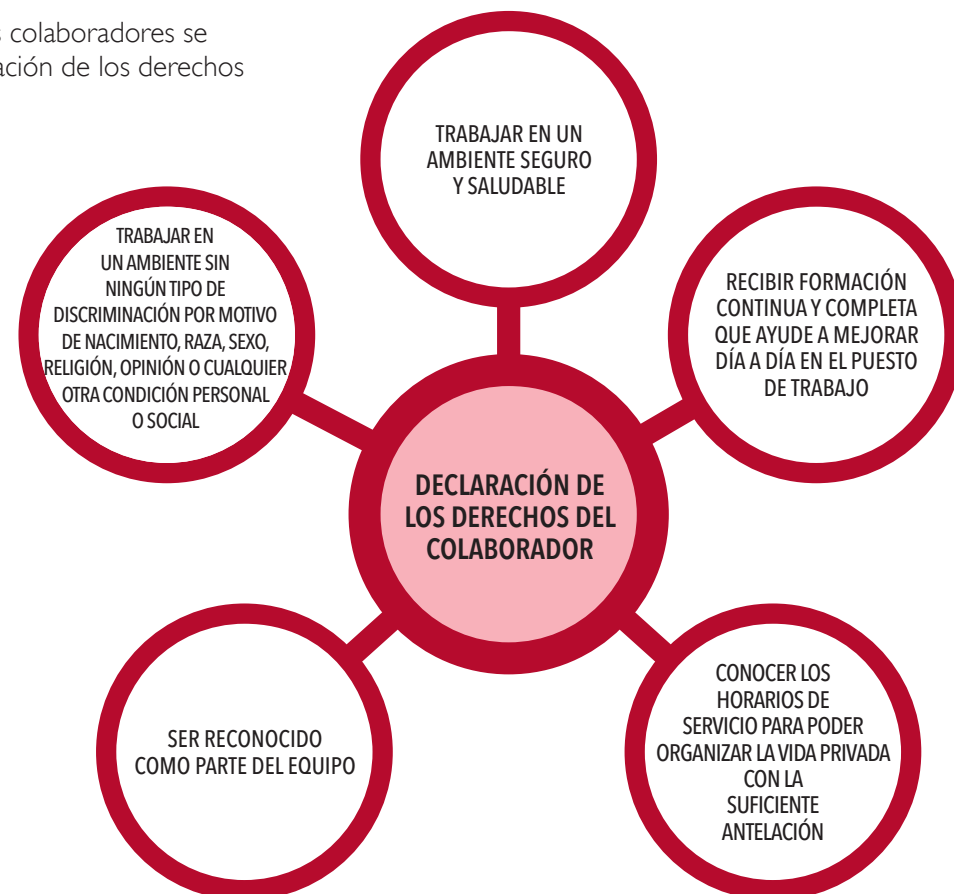 colaboradores se
de los derechos
TRABAJAR EN UN
AMBIENTE SEGURO
Y SALUDABLE
TRABAJAR EN
UN AMBIENTE SIN
NINGÚN TIPO DE
DISCRIMINACIÓN POR MOTIVO
DE NACIMIENTO, RAZA, SEXO,
RELIGIÓN, OPINIÓN O CUALQUIER
OTRA CONDICIÓN PERSONAL
O SOCIAL
RECIBIR FORMACIÓN
CONTINUA Y COMPLETA
QUE AYUDE A MEJORAR
DÍA A DÍA EN EL PUESTO
DE TRABAJO
DECLARACIÓN DE
LOS DERECHOS DEL
COLABORADOR
SER RECONOCIDO
COMO PARTE DEL EQUIPO
CONOCER LOS
HORARIOS DE
SERVICIO PARA PODER
ORGANIZAR LA VIDA PRIVADA
CON LA
SUFICIENTE
ANTELACIÓN